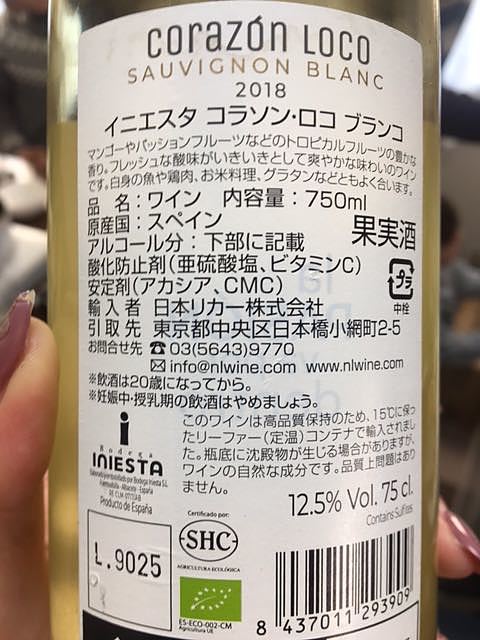 corazón LOCO
SAUVIGNON BLANC
2018
イニエスタ コラソン・ロコ ブランコ
マンゴーやパッションフルーツなどのトロピカルフルーツの豊かな
香り。フレッシュな酸味がいきいきとして爽やかな味わいのワイン
です。白身の魚や鶏肉、お米料理、グラタンなどともよく合います。
品 名：ワイン 内容量：750ml
原産国：スペイン
アルコール分：下部に記載 果実酒
酸化防止剤(亜硫酸塩、ビタミンC)
安定剤(アカシア、CMC) プラ
中栓
輸入者 日本リカー株式会社
引取先 東京都中央区日本橋小網町2-5
お問合せ先 ☎03(5643)9770
✉info@nlwine.com www.nlwine.com
※飲酒は20歳になってから。
※妊娠中・授乳期の飲酒はやめましょう。
このワインは高品質保持のため、15℃に保っ
たリーファー(定温)コンテナで輸入されまし
た。瓶底に沈殿物が生じる場合がありますが、
ワインの自然な成分です。品質上問題はあり
ません。
Bodega
INIESTA
Producto de España
12.5% Vol. 75 cl.
Contains Sulfites
L.9025
Certificado por:
SHC
AGRICULTURA ECOLÓGICA
ES-ECO-002-CM
Agricultura UE
8 437011 293909